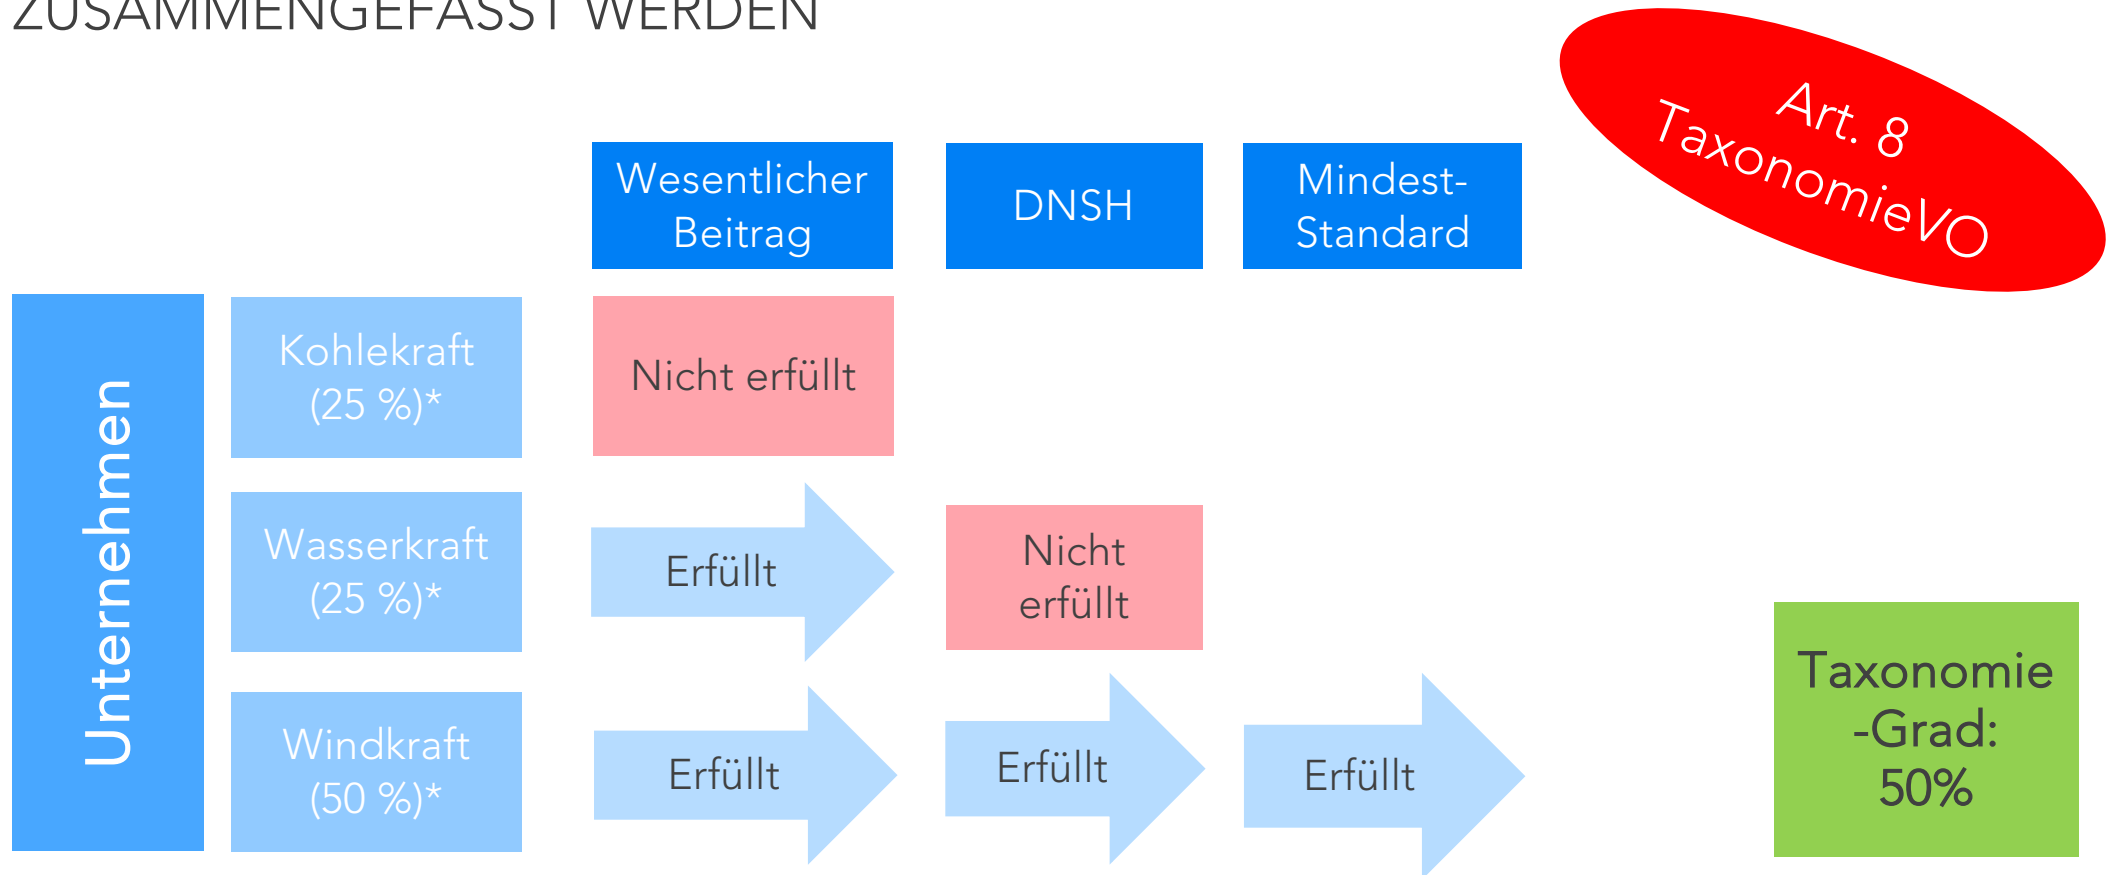 ZUSAMMENGEFASST WERDEN
Art. 8
TaxonomieVO
Wesentlicher
Beitrag
DNSH
Mindest-
Standard
Unternehmen
Kohlekraft
(25 %)*
Nicht erfüllt
Wasserkraft
(25 %)*
Erfüllt
Nicht
erfüllt
Windkraft
(50 %)*
Erfüllt
Erfüllt
Erfüllt
Taxonomie
-Grad:
50%